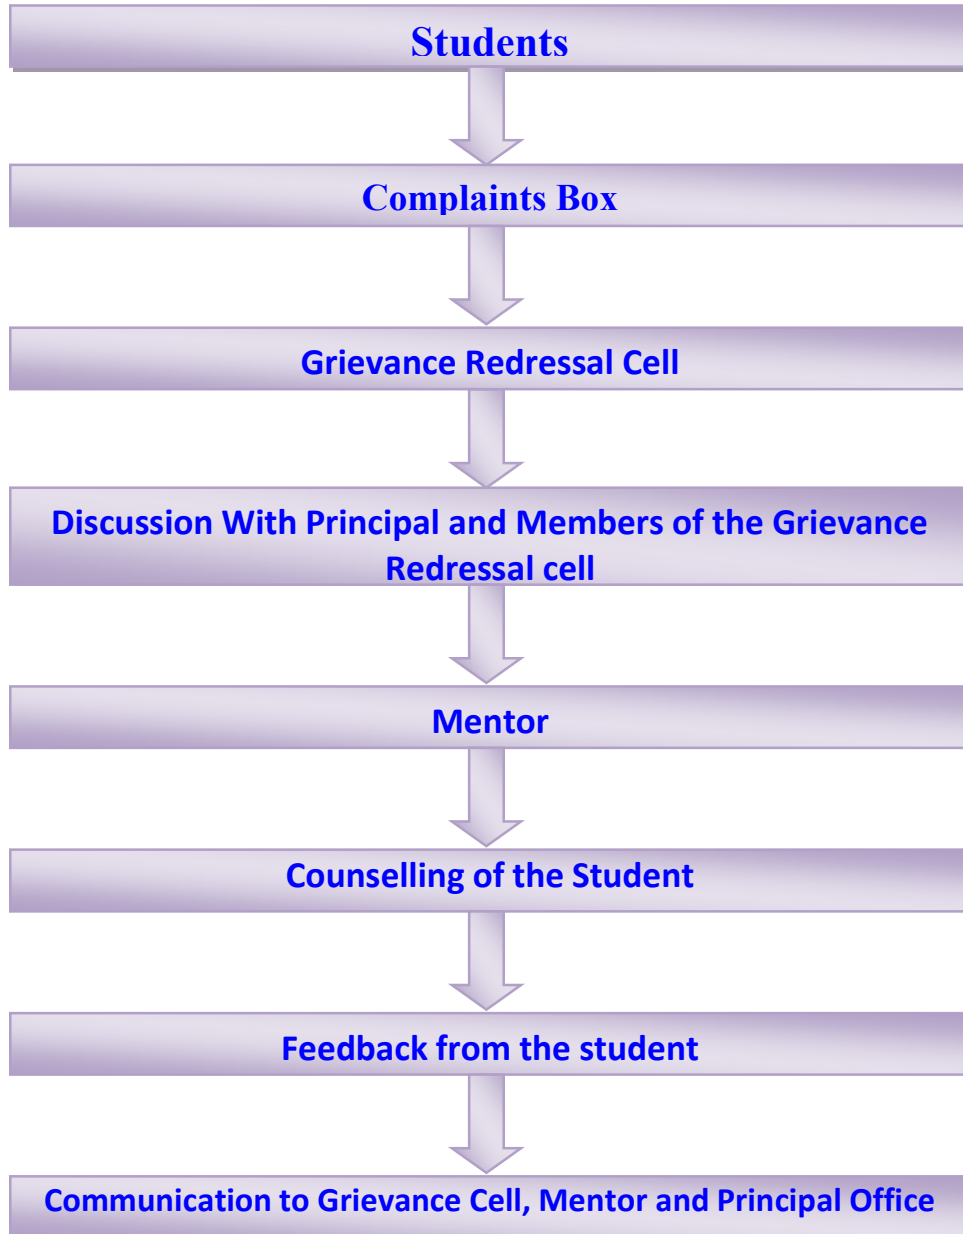 Students
Complaints Box
Grievance Redressal Cell
Discussion With Principal and Members of the Grievance
Redressal cell
Mentor
Counselling of the Student
Feedback from the student
Communication to Grievance Cell, Mentor and Principal Office